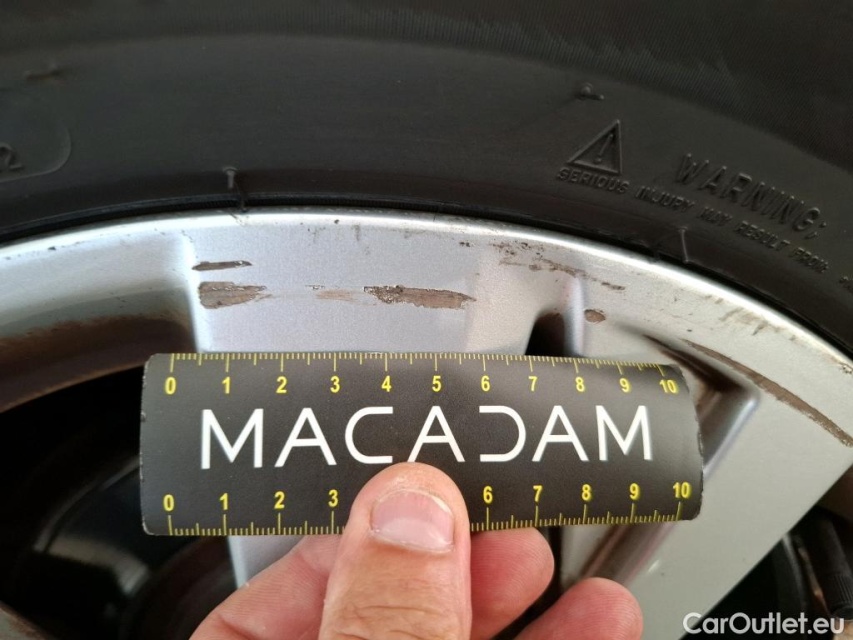 2
WARNING:
SERIOUS INJURY MAY RESULT FROM
0 1 2 3 4 5 6 7 8 9 10
MACADAM
0 1 2 3 6 7 8 9 10
CarOutlet.eu